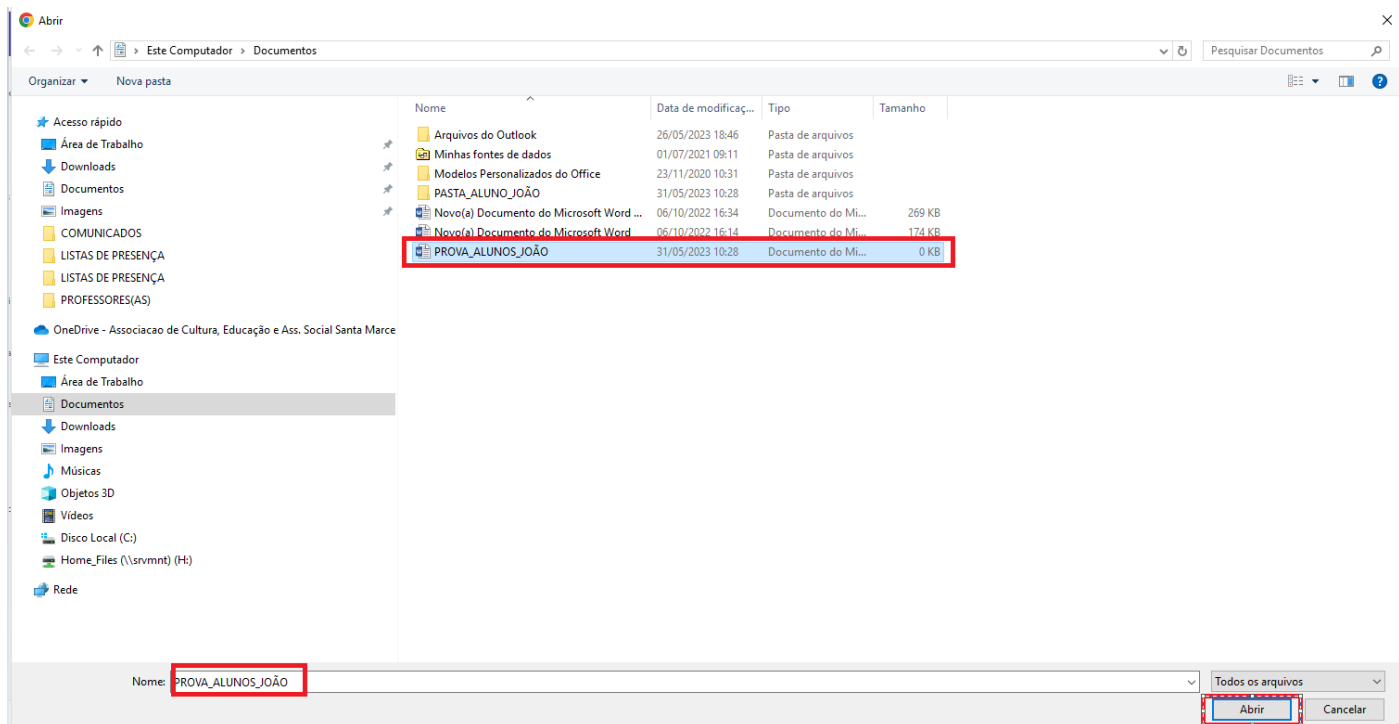 Abrir
Este Computador > Documentos
Pesquisar Documentos
Organizar
Nova pasta
Nome Data de modificaç... Tipo Tamanho
Arquivos do Outlook 26/05/2023 18:46 Pasta de arquivos
Minhas fontes de dados 01/07/2021 09:11 Pasta de arquivos
Modelos Personalizados do Office 23/11/2020 10:31 Pasta de arquivos
PASTA_ALUNO_JOÃO 31/05/2023 10:28 Pasta de arquivos
Novo(a) Documento do Microsoft Word ... 06/10/2022 16:34 Documento do Mi... 269 KB
Novo(a) Documento do Microsoft Word 06/10/2022 16:14 Documento do Mi... 174 KB
PROVA_ALUNOS_JOÃO 31/05/2023 10:28 Documento do Mi... 0 KB
Acesso rápido
Área de Trabalho
Downloads
Documentos
Imagens
COMUNICADOS
LISTAS DE PRESENÇA
LISTAS DE PRESENÇA
PROFESSORES(AS)
OneDrive - Associacao de Cultura, Educação e Ass. Social Santa Marce
Este Computador
Área de Trabalho
Documentos
Downloads
Imagens
Músicas
Objetos 3D
Vídeos
Disco Local (C:)
Home_Files (\\srvmnt) (H:)
Rede
Nome: PROVA_ALUNOS_JOÃO
Todos os arquivos
Abrir
Cancelar